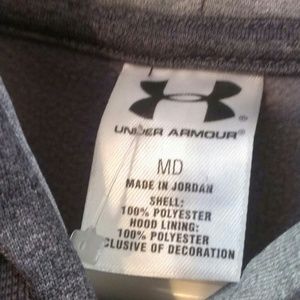 UNDER ARMOUR®
MD
MADE IN JORDAN
SHELL:
100% POLYESTER
HOOD LINING:
100% POLYESTER
CLUSIVE OF DECORATION